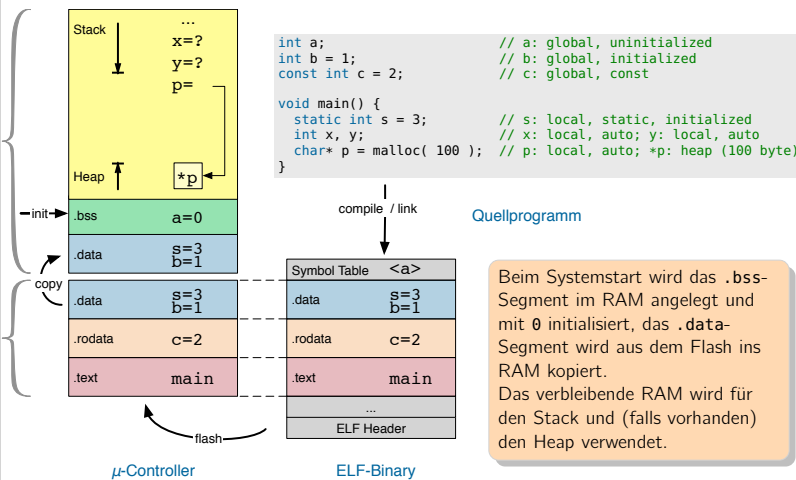 Stack
...
x=?
y=?
p=
Heap
*p
init
.bss a=0
.data s=3
b=1
copy
.data s=3
b=1
.rodata c=2
.text main
flash
µ-Controller
int a; // a: global, uninitialized
int b = 1; // b: global, initialized
const int c = 2; // c: global, const
void main() {
static int s = 3; // s: local, static, initialized
int x, y; // x: local, auto; y: local, auto
char* p = malloc( 100 ); // p: local, auto; *p: heap (100 byte)
}
compile / link
Quellprogramm
Symbol Table <a>
.data s=3
b=1
.rodata c=2
.text main
...
ELF Header
ELF-Binary
Beim Systemstart wird das .bss-
Segment im RAM angelegt und
mit 0 initialisiert, das .data-
Segment wird aus dem Flash ins
RAM kopiert.
Das verbleibende RAM wird für
den Stack und (falls vorhanden)
den Heap verwendet.